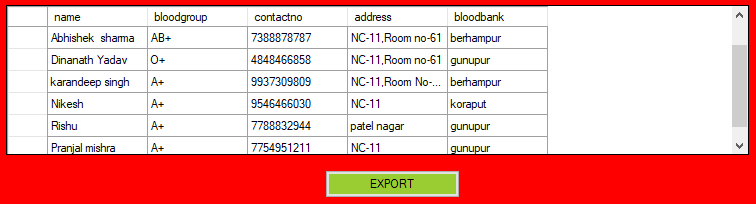 name bloodgroup contactno address bloodbank
Abhishek sharma AB+ 7388878787 NC-11,Room no-61 berhampur
Dinanath Yadav O+ 4848466858 NC-11,Room no-61 gunupur
karandeep singh A+ 9937309809 NC-11,Room No-... berhampur
Nikesh A+ 9546466030 NC-11 koraput
Rishu A+ 7788832944 patel nagar gunupur
Pranjal mishra A+ 7754951211 NC-11 gunupur
EXPORT